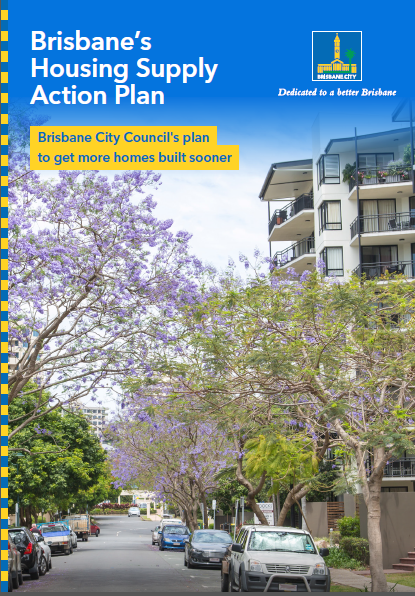 Brisbane's
Housing Supply
Action Plan
BRISBANE CITY
Dedicated to a better Brisbane
Brisbane City Council's plan
to get more homes built sooner